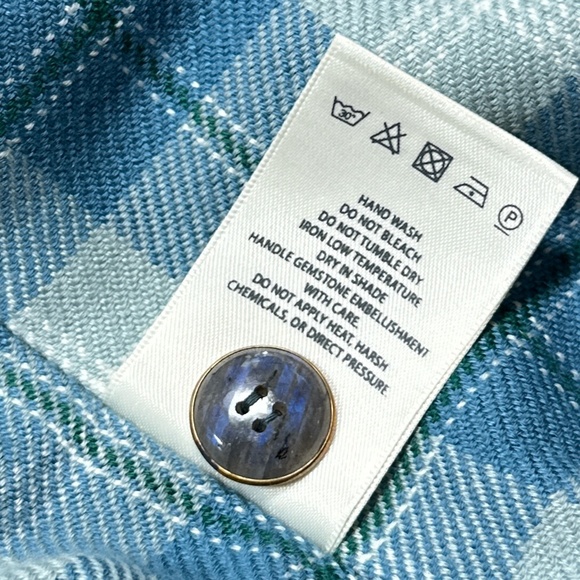 30°
P
HAND WASH
DO NOT BLEACH
DO NOT TUMBLE DRY
IRON LOW TEMPERATURE
DRY IN SHADE
HANDLE GEMSTONE EMBELLISHMENT
WITH CARE.
DO NOT APPLY HEAT, HARSH
CHEMICALS, OR DIRECT PRESSURE